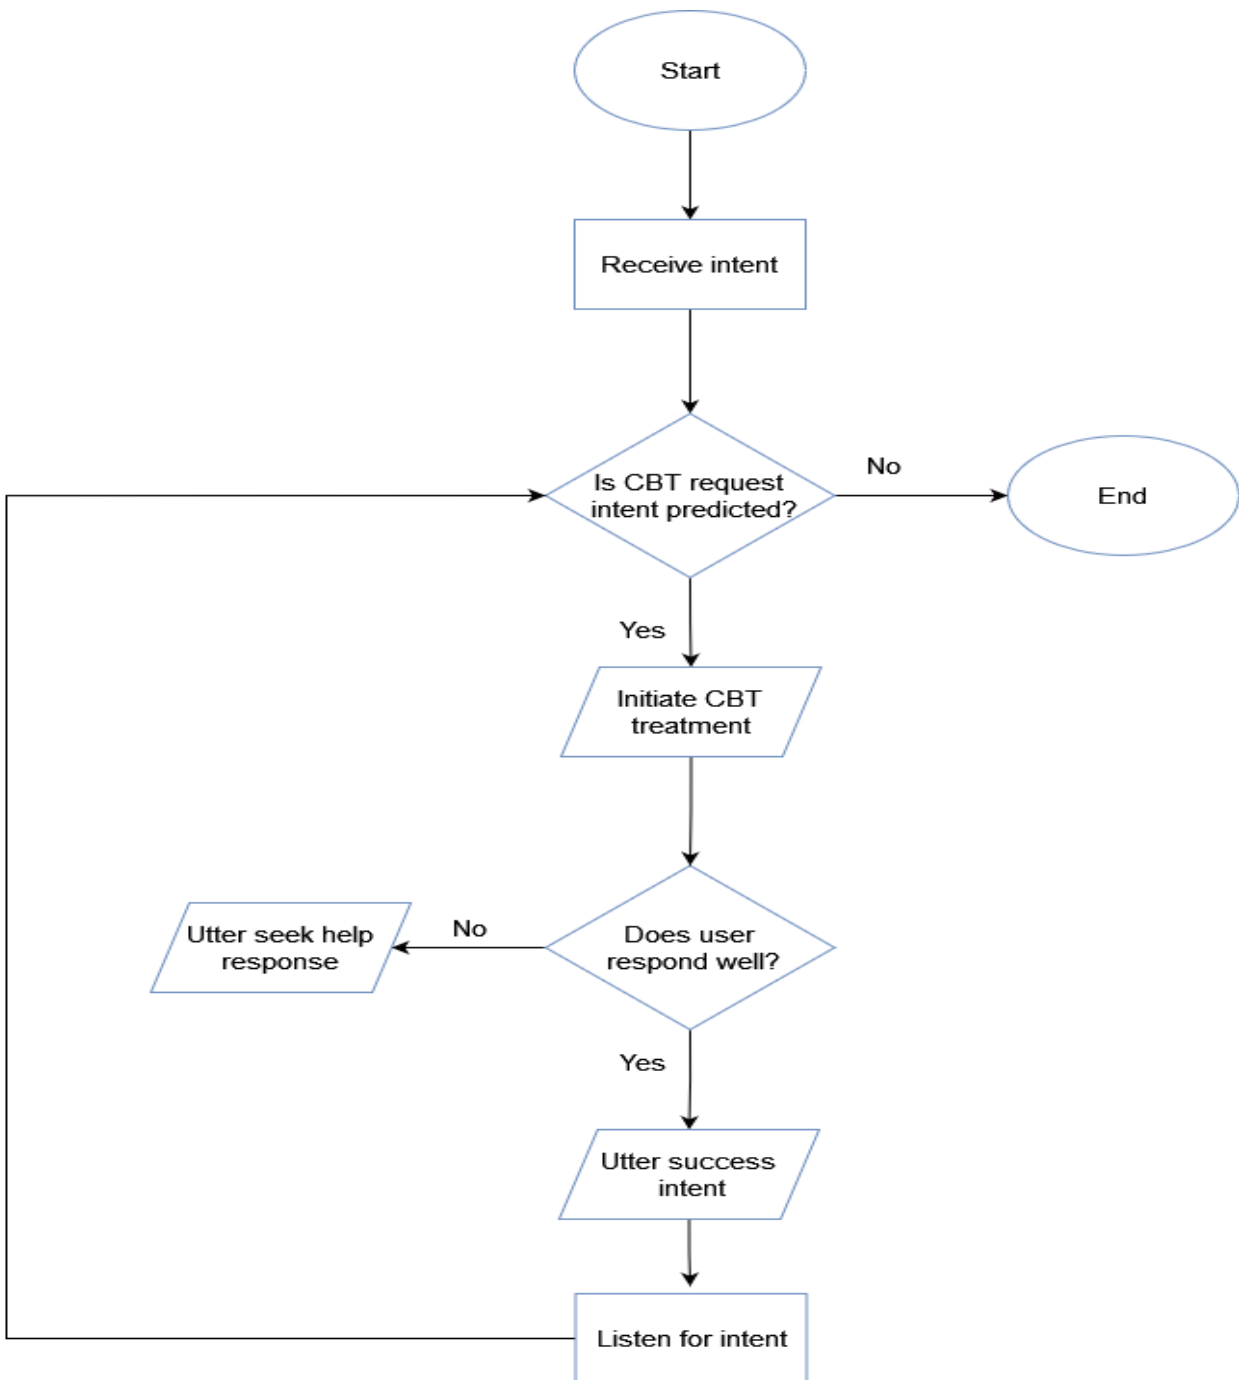 Start
Receive intent
Is CBT request
intent predicted?
No
End
Yes
Initiate CBT
treatment
Does user
respond well?
No
Utter seek help
response
Yes
Utter success
intent
Listen for intent